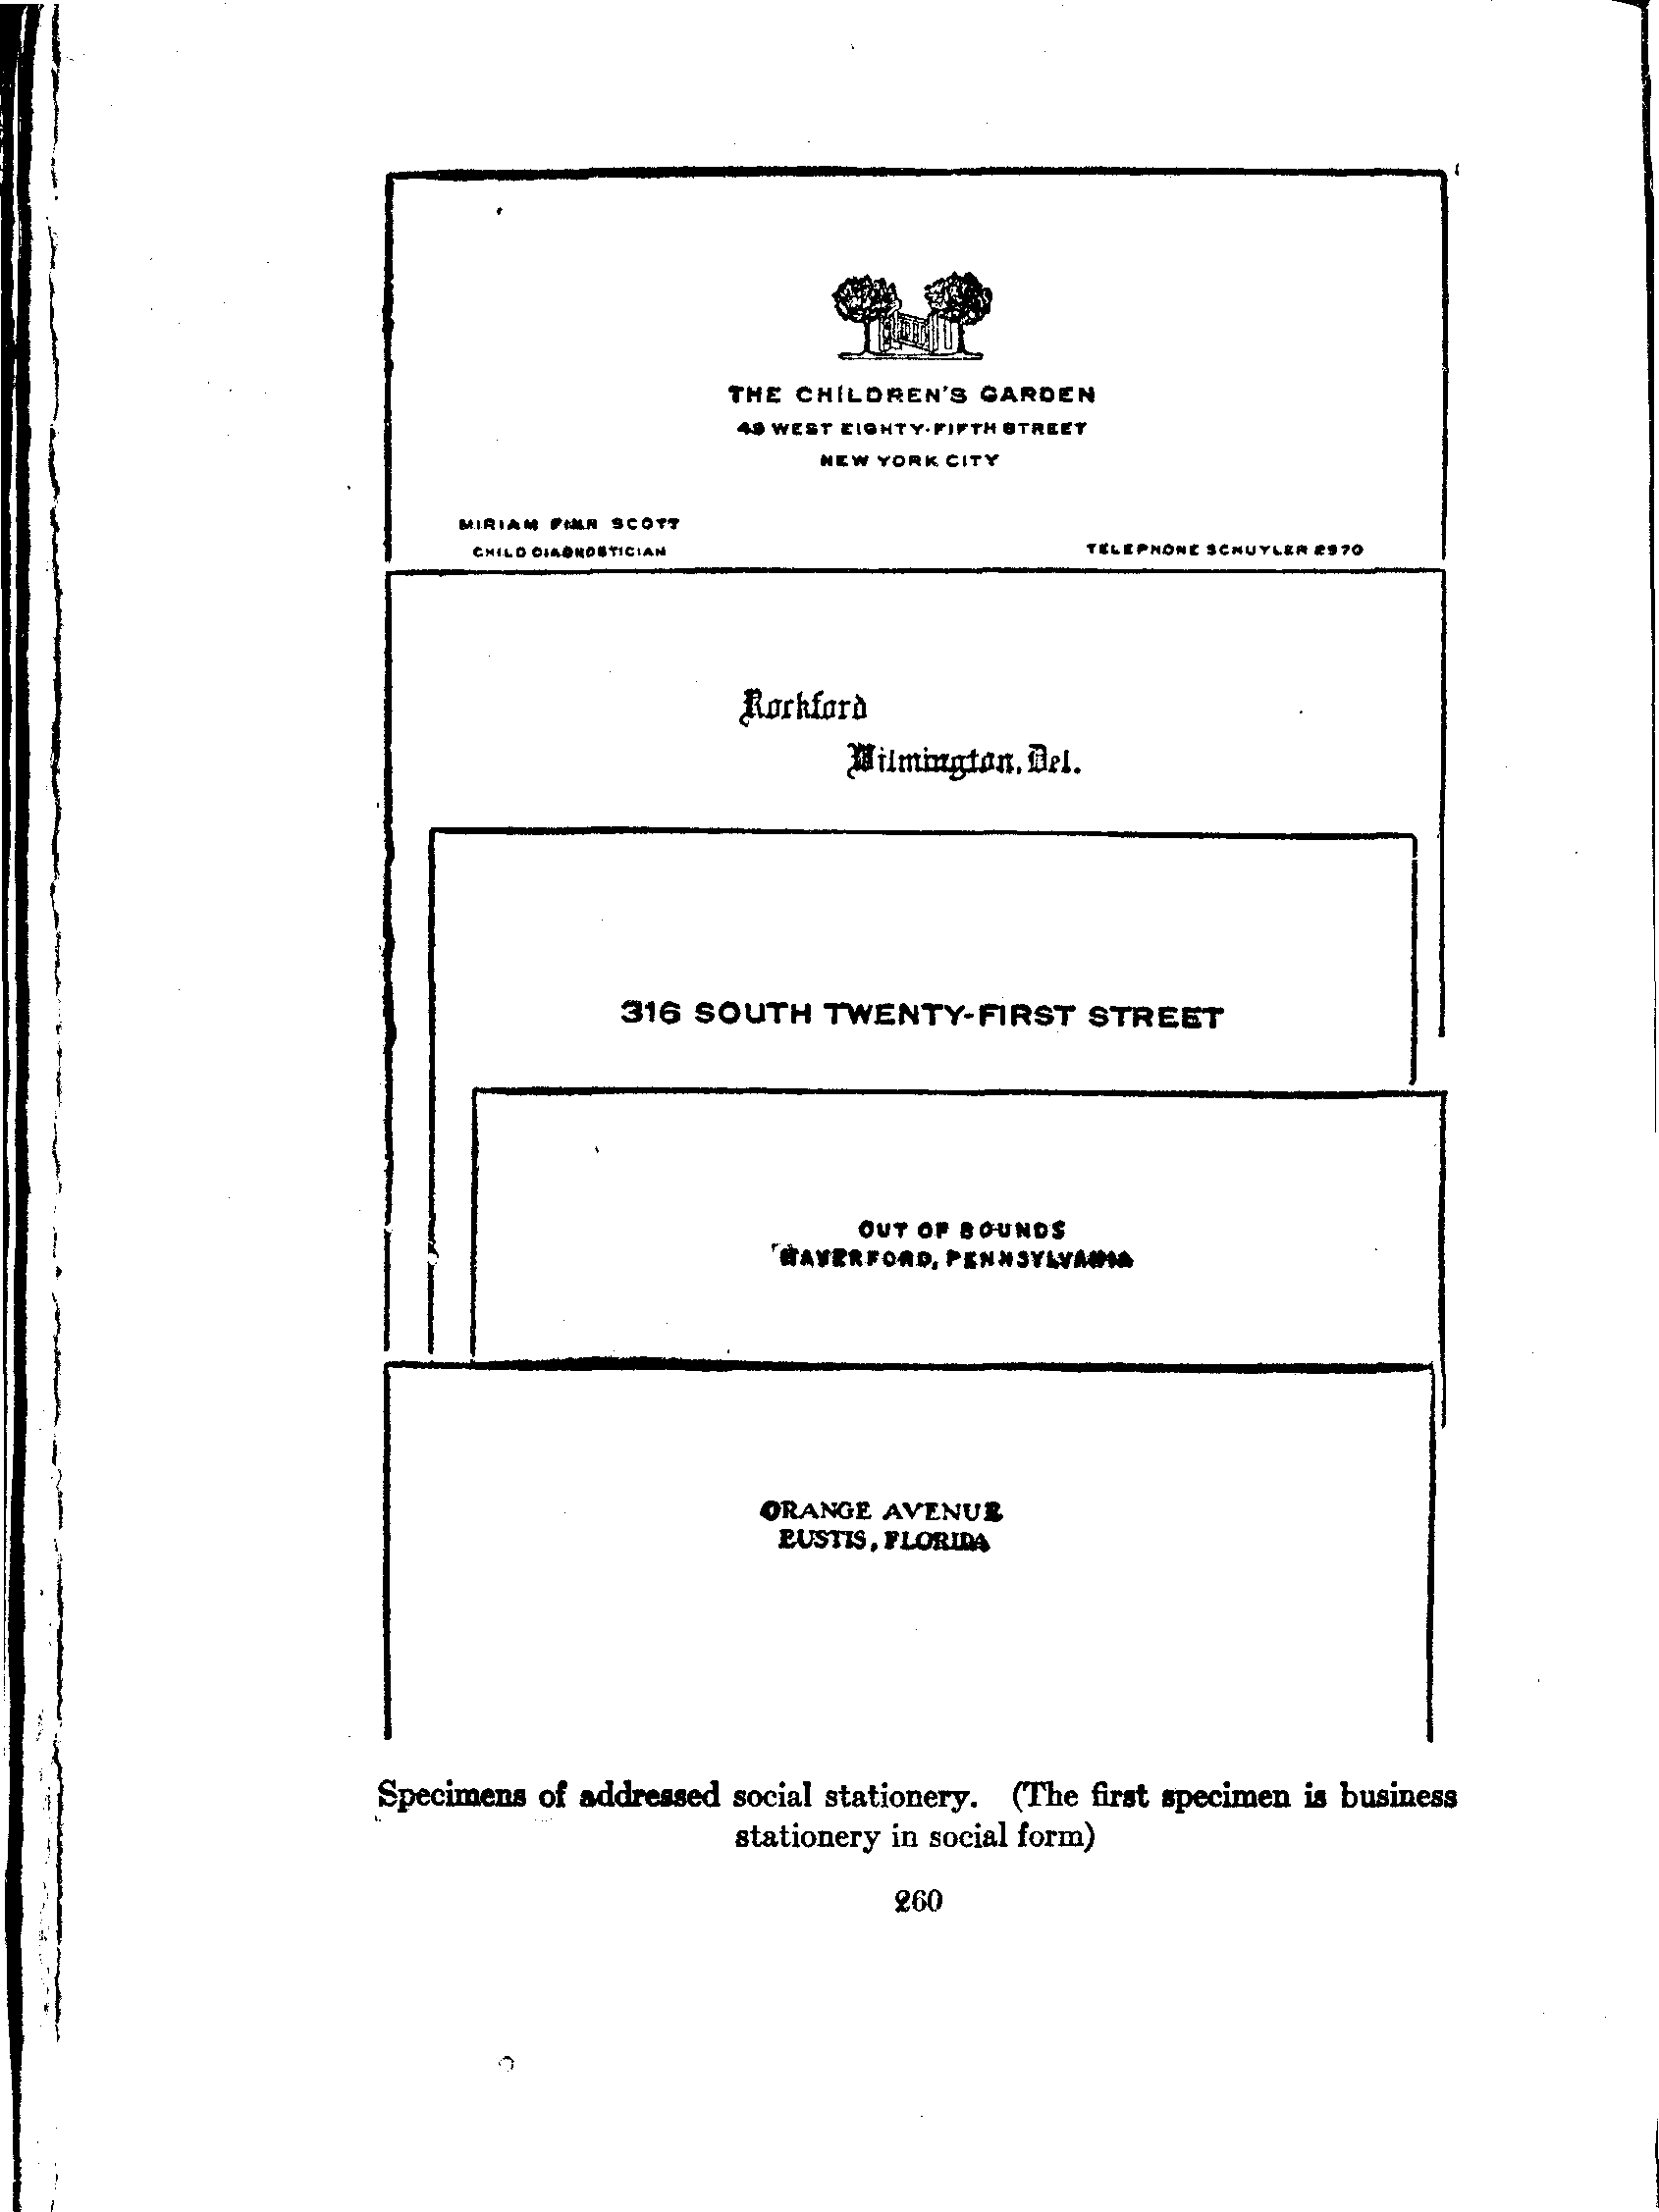 THE CHILDREN'S GARDEN
49 WEST EIGHTY-FIFTH STREET
NEW YORK CITY
MIRIAM FINN SCOTT
CHILD DIAGNOSTICIAN
TELEPHONE SCHUYLER 2970
Rockford
Wilmington, Del.
316 SOUTH TWENTY-FIRST STREET
OUT OF BOUNDS
HAVERFORD, PENNSYLVANIA
ORANGE AVENUE
EUSTIS, FLORIDA
Specimens of addressed social stationery. (The first specimen is business
stationery in social form)
260